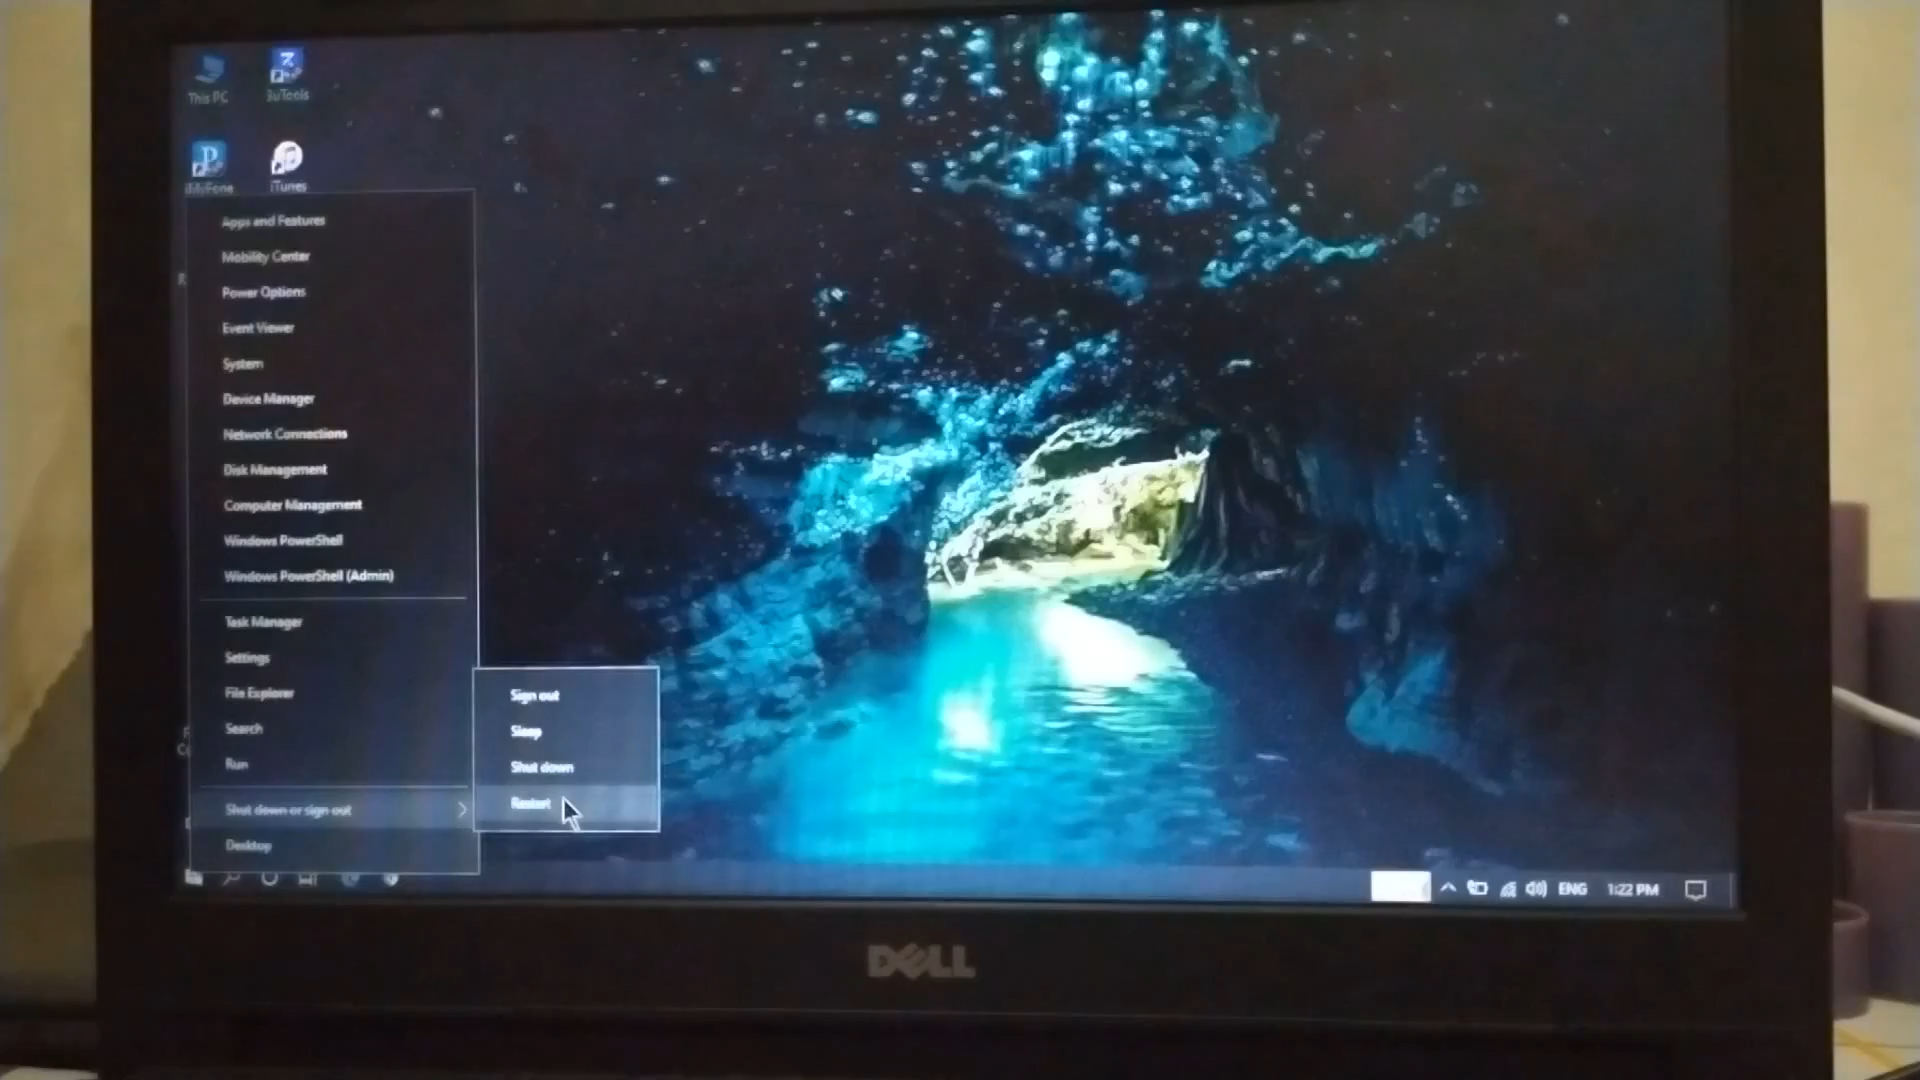 This PC
3uTools
iMyFone
iTunes
Apps and Features
Mobility Center
Power Options
Event Viewer
System
Device Manager
Network Connections
Disk Management
Computer Management
Windows PowerShell
Windows PowerShell (Admin)
Task Manager
Settings
File Explorer
Search
Run
Shut down or sign out
Desktop
Sign out
Sleep
Shut down
Restart
ENG
1:22 PM
DELL